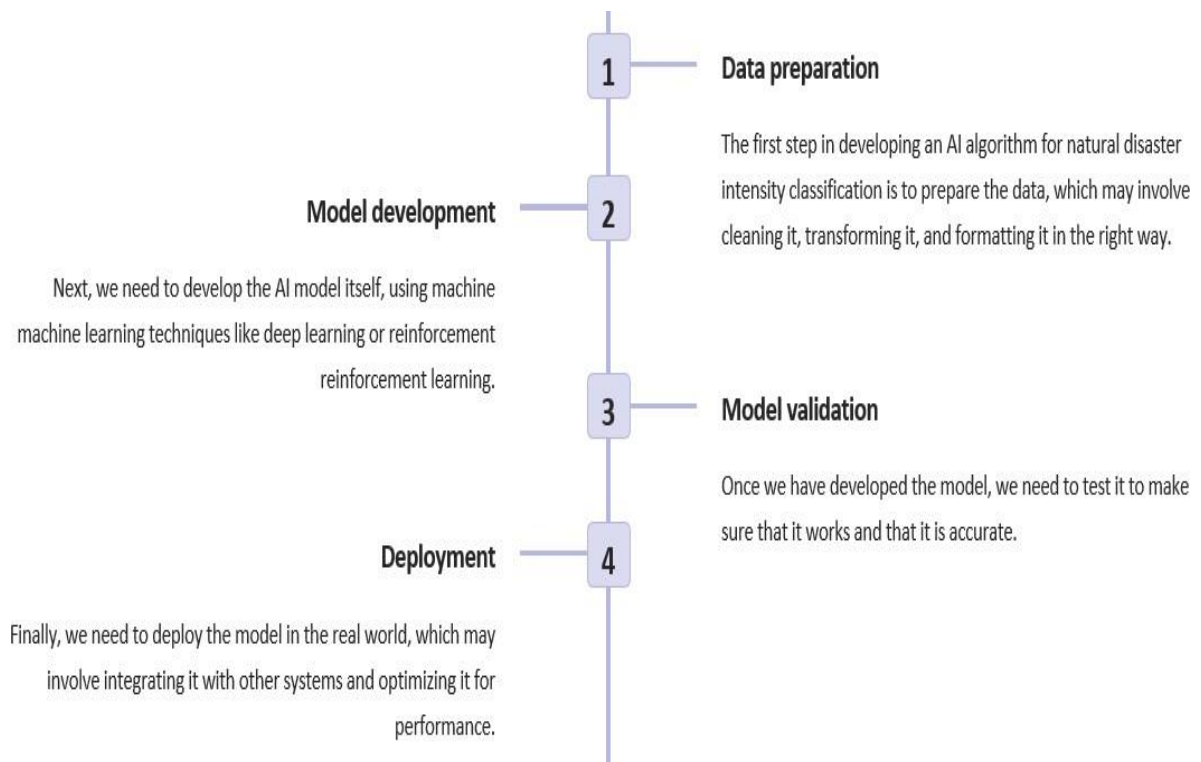 1
Data preparation
The first step in developing an AI algorithm for natural disaster
intensity classification is to prepare the data, which may involve
cleaning it, transforming it, and formatting it in the right way.
2
Model development
Next, we need to develop the AI model itself, using machine
machine learning techniques like deep learning or reinforcement
reinforcement learning.
3
Model validation
Once we have developed the model, we need to test it to make
sure that it works and that it is accurate.
4
Deployment
Finally, we need to deploy the model in the real world, which may
involve integrating it with other systems and optimizing it for
performance.